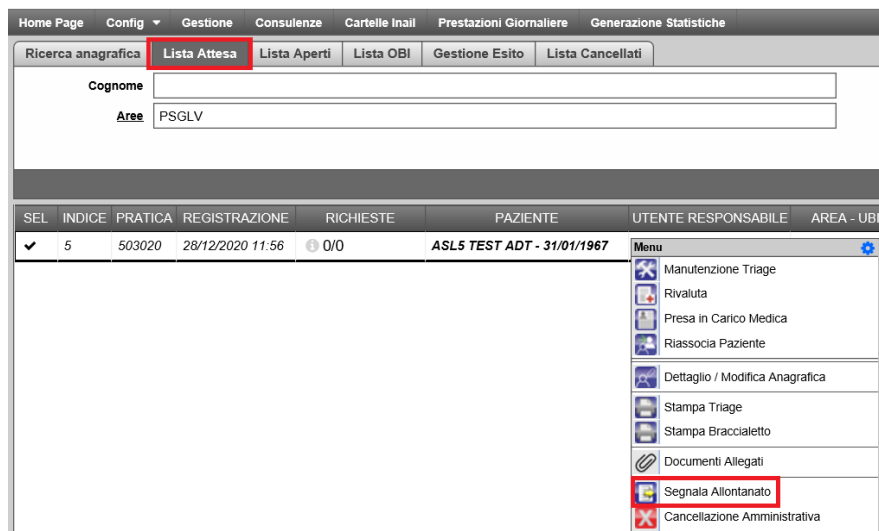 Home Page Config Gestione Consulenze Cartelle Inail Prestazioni Giornaliere Generazione Statistiche
Ricerca anagrafica Lista Attesa Lista Aperti Lista OBI Gestione Esito Lista Cancellati
Cognome
Aree PSGLV
SEL INDICE PRATICA REGISTRAZIONE RICHIESTE PAZIENTE UTENTE RESPONSABILE AREA - UBI
5 503020 28/12/2020 11:56 0/0 ASL5 TEST ADT - 31/01/1967
Menu
Manutenzione Triage
Rivaluta
Presa in Carico Medica
Riassocia Paziente
Dettaglio / Modifica Anagrafica
Stampa Triage
Stampa Braccialetto
Documenti Allegati
Segnala Allontanato
Cancellazione Amministrativa